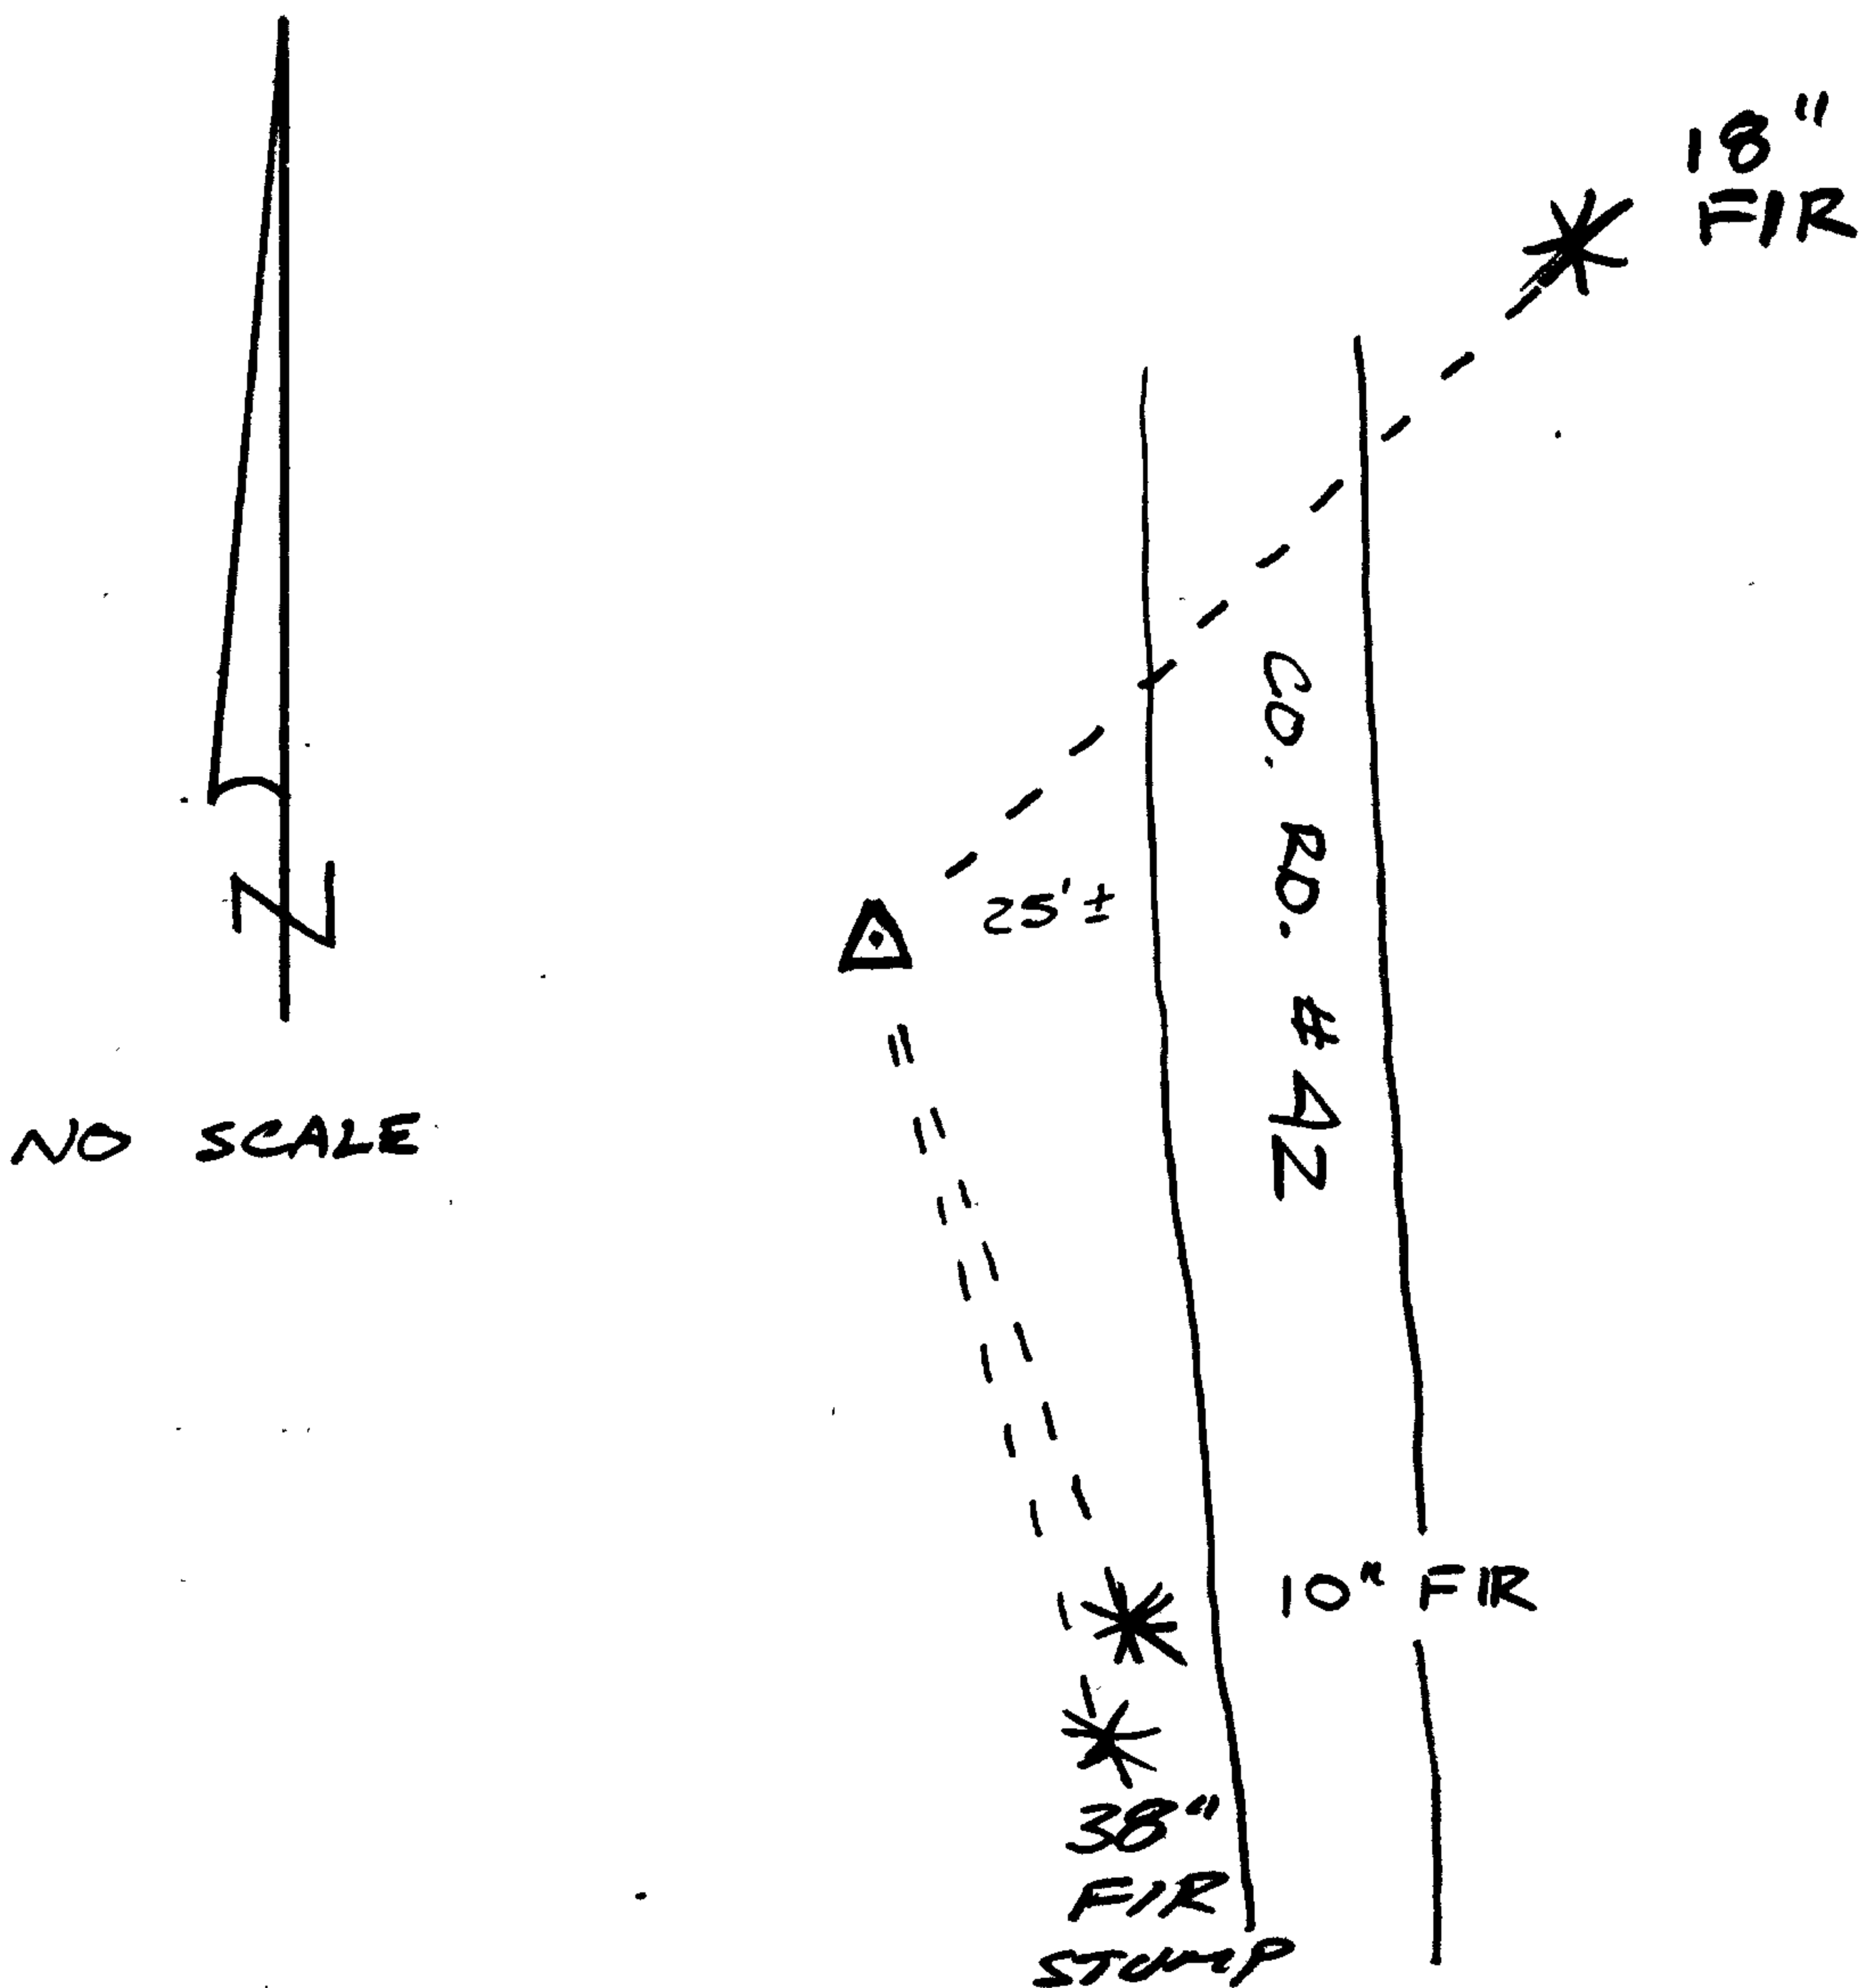 18"
FIR
CO. RD. #42
25'±
N
NO SCALE
10" FIR
38"
FIR
STUMP